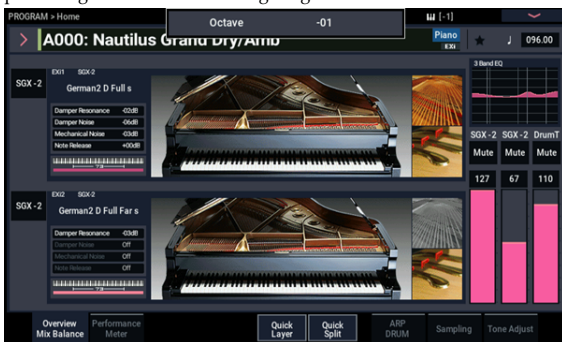 PROGRAM > Home
Octave -01
[-1]
A000: Nautilus Grand Dry/Amb
Piano
EXi
♩ 096.00
EXi1 SGX-2
3 Band EQ
SGX-2
German2 D Full s
Damper Resonance -02dB
Damper Noise -06dB
Mechanical Noise -03dB
Note Release +00dB
SGX-2 SGX-2 DrumT
Mute Mute Mute
127 67 110
EXi2 SGX-2
SGX-2
German2 D Full Far s
Damper Resonance -03dB
Damper Noise Off
Mechanical Noise Off
Note Release Off
Overview
Mix Balance
Performance
Meter
Quick
Layer
Quick
Split
ARP
DRUM
Sampling
Tone Adjust